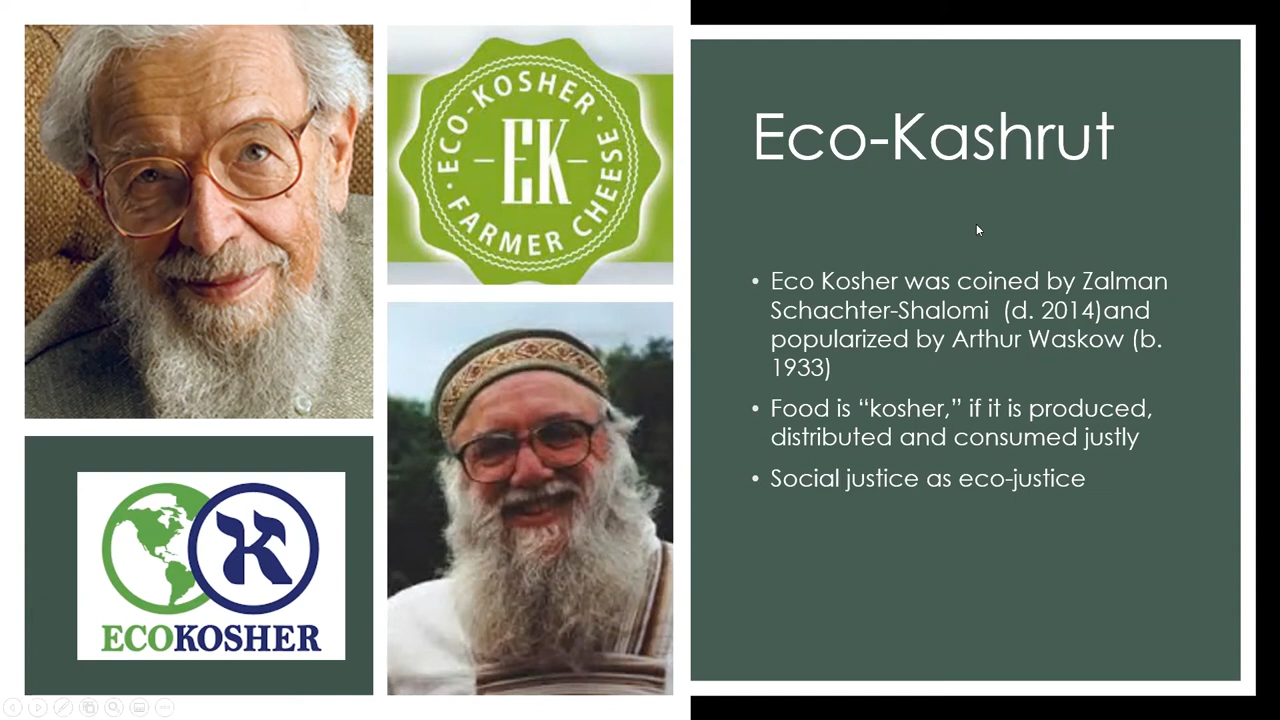 ECO-KOSHER
EK
FARMER CHEESE
א
ECOKOSHER
Eco-Kashrut
• Eco Kosher was coined by Zalman
Schachter-Shalomi  (d. 2014)and
popularized by Arthur Waskow (b.
1933)
• Food is “kosher,” if it is produced,
distributed and consumed justly
• Social justice as eco-justice